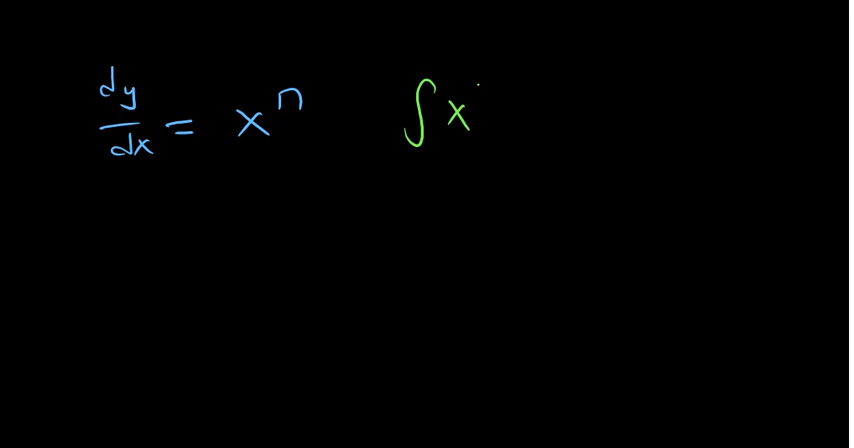 dy/dx = x^n ∫x